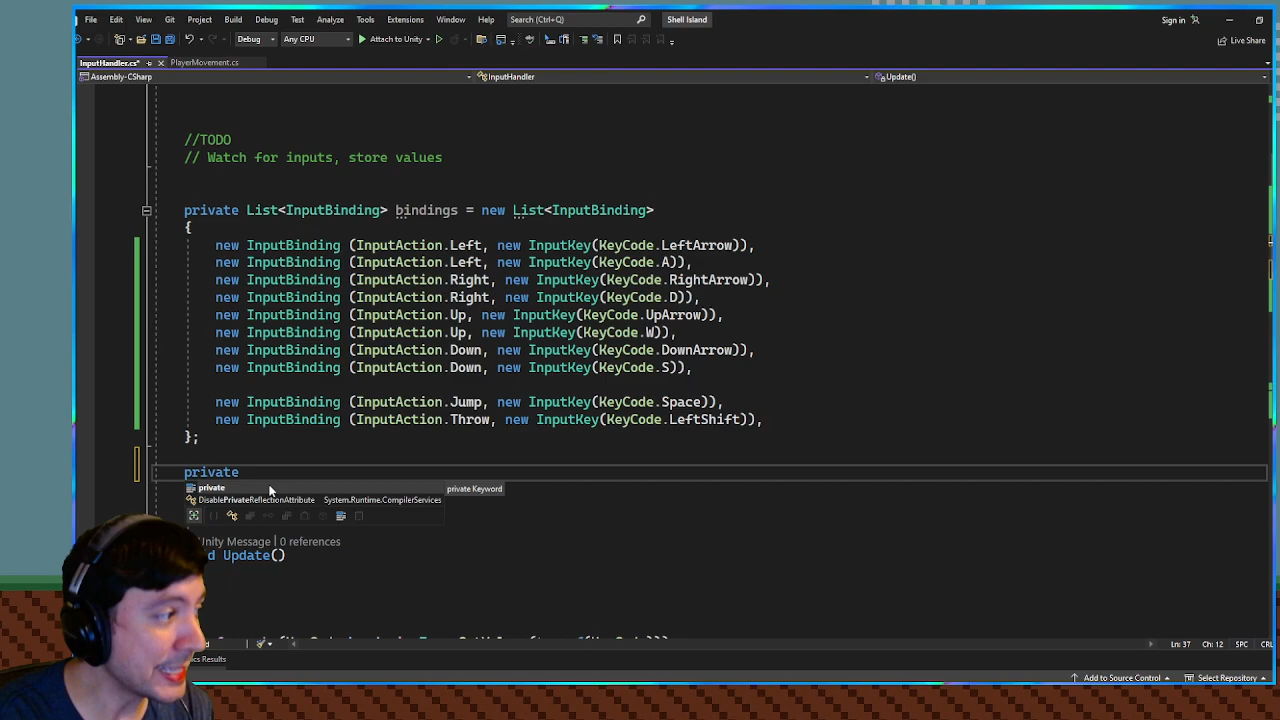 File Edit View Git Project Build Debug Test Analyze Tools Extensions Window Help Search (Ctrl+Q) Shell Island Sign in
Debug Any CPU Attach to Unity Live Share
InputHandler.cs* PlayerMovement.cs
Assembly-CSharp InputHandler Update()
//TODO
// Watch for inputs, store values
private List<InputBinding> bindings = new List<InputBinding>
{
new InputBinding (InputAction.Left, new InputKey(KeyCode.LeftArrow)),
new InputBinding (InputAction.Left, new InputKey(KeyCode.A)),
new InputBinding (InputAction.Right, new InputKey(KeyCode.RightArrow)),
new InputBinding (InputAction.Right, new InputKey(KeyCode.D)),
new InputBinding (InputAction.Up, new InputKey(KeyCode.UpArrow)),
new InputBinding (InputAction.Up, new InputKey(KeyCode.W)),
new InputBinding (InputAction.Down, new InputKey(KeyCode.DownArrow)),
new InputBinding (InputAction.Down, new InputKey(KeyCode.S)),
new InputBinding (InputAction.Jump, new InputKey(KeyCode.Space)),
new InputBinding (InputAction.Throw, new InputKey(KeyCode.LeftShift)),
};
private
private private Keyword
DisablePrivateReflectionAttribute System.Runtime.CompilerServices
Unity Message | 0 references
d Update()
Ln: 37 Ch: 12 SPC CRL
cs Results
Add to Source Control Select Repository